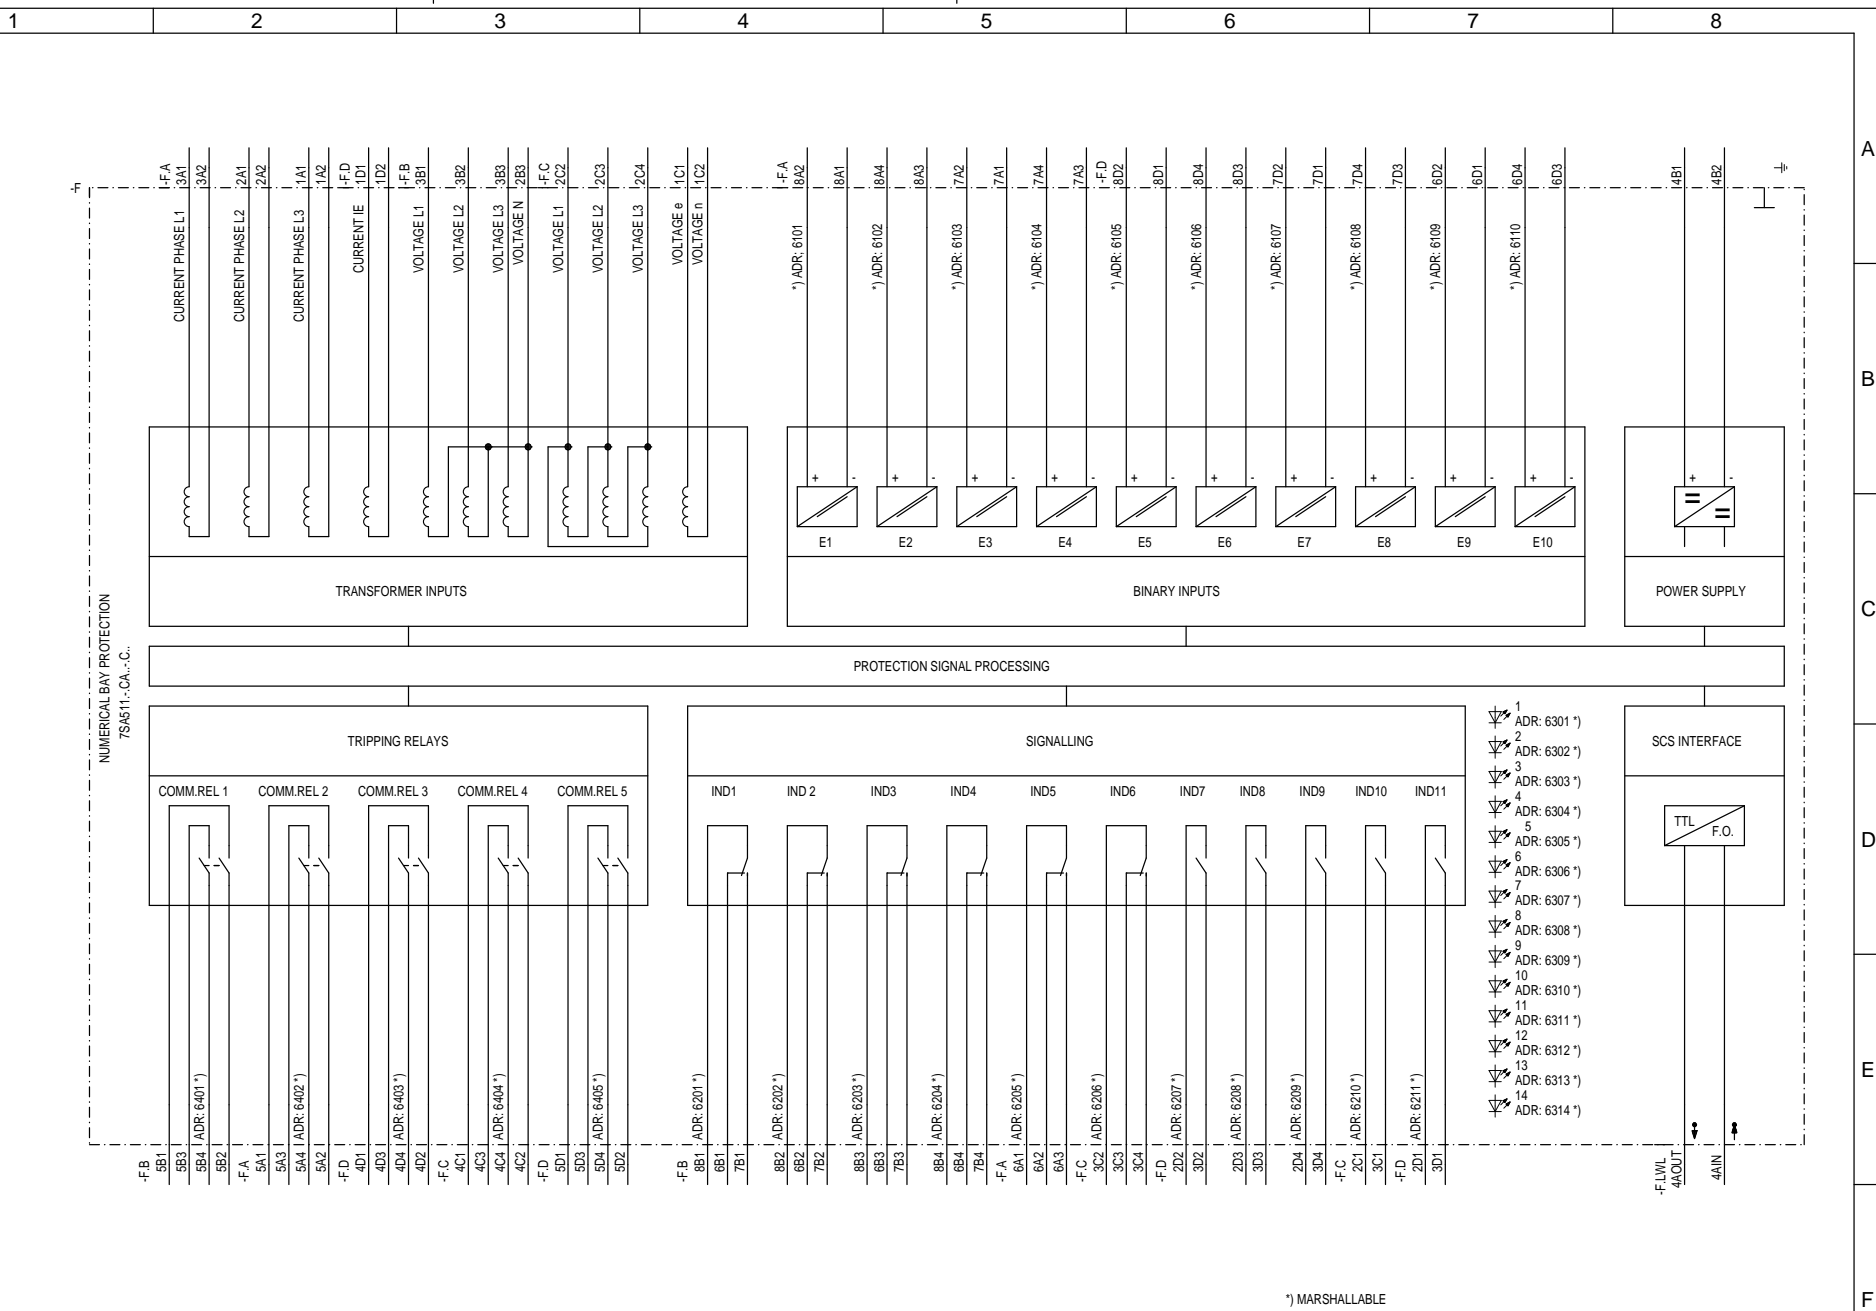 1 2 3 4 5 6 7 8
A
B
C
D
E
F
-F
-F.A 3A1 3A2 2A1 2A2 1A1 1A2 -F.D 1D1 1D2 -F.B 3B1 3B2 3B3 2B3 -F.C 2C2 2C3 2C4 1C1 1C2
-F.A 8A2 8A1 8A4 8A3 7A2 7A1 7A4 7A3 -F.D 8D2 8D1 8D4 8D3 7D2 7D1 7D4 7D3 6D2 6D1 6D4 6D3
4B1 4B2
CURRENT PHASE L1
CURRENT PHASE L2
CURRENT PHASE L3
CURRENT IE
VOLTAGE L1
VOLTAGE L2
VOLTAGE L3
VOLTAGE N
VOLTAGE L1
VOLTAGE L2
VOLTAGE L3
VOLTAGE e
VOLTAGE n
*) ADR: 6101
*) ADR: 6102
*) ADR: 6103
*) ADR: 6104
*) ADR: 6105
*) ADR: 6106
*) ADR: 6107
*) ADR: 6108
*) ADR: 6109
*) ADR: 6110
+ - + - + - + - + - + - + - + - + - + - + -
E1 E2 E3 E4 E5 E6 E7 E8 E9 E10
TRANSFORMER INPUTS
BINARY INPUTS
POWER SUPPLY
NUMERICAL BAY PROTECTION
7SA511.-.CA..-.C..
PROTECTION SIGNAL PROCESSING
TRIPPING RELAYS
SIGNALLING
SCS INTERFACE
COMM.REL 1 COMM.REL 2 COMM.REL 3 COMM.REL 4 COMM.REL 5
IND1 IND 2 IND3 IND4 IND5 IND6 IND7 IND8 IND9 IND10 IND11
TTL
F.O.
1
ADR: 6301 *)
2
ADR: 6302 *)
3
ADR: 6303 *)
4
ADR: 6304 *)
5
ADR: 6305 *)
6
ADR: 6306 *)
7
ADR: 6307 *)
8
ADR: 6308 *)
9
ADR: 6309 *)
10
ADR: 6310 *)
11
ADR: 6311 *)
12
ADR: 6312 *)
13
ADR: 6313 *)
14
ADR: 6314 *)
ADR: 6401 *)
ADR: 6402 *)
ADR: 6403 *)
ADR: 6404 *)
ADR: 6405 *)
ADR: 6201 *)
ADR: 6202 *)
ADR: 6203 *)
ADR: 6204 *)
ADR: 6205 *)
ADR: 6206 *)
ADR: 6207 *)
ADR: 6208 *)
ADR: 6209 *)
ADR: 6210 *)
ADR: 6211 *)
-F.B 5B1 5B3 5B4 5B2 -F.A 5A1 5A3 5A4 5A2 -F.D 4D1 4D3 4D4 4D2 -F.C 4C1 4C3 4C4 4C2 -F.D 5D1 5D3 5D4 5D2
-F.B 8B1 6B1 7B1 8B2 6B2 7B2 8B3 6B3 7B3 8B4 6B4 7B4 -F.A 6A1 6A2 6A3 -F.C 3C2 3C3 3C4 -F.D 2D2 3D2 2D3 3D3 2D4 3D4 -F.C 2C1 3C1 -F.D 2D1 3D1
-F.LWL 4AOUT 4AIN
*) MARSHALLABLE